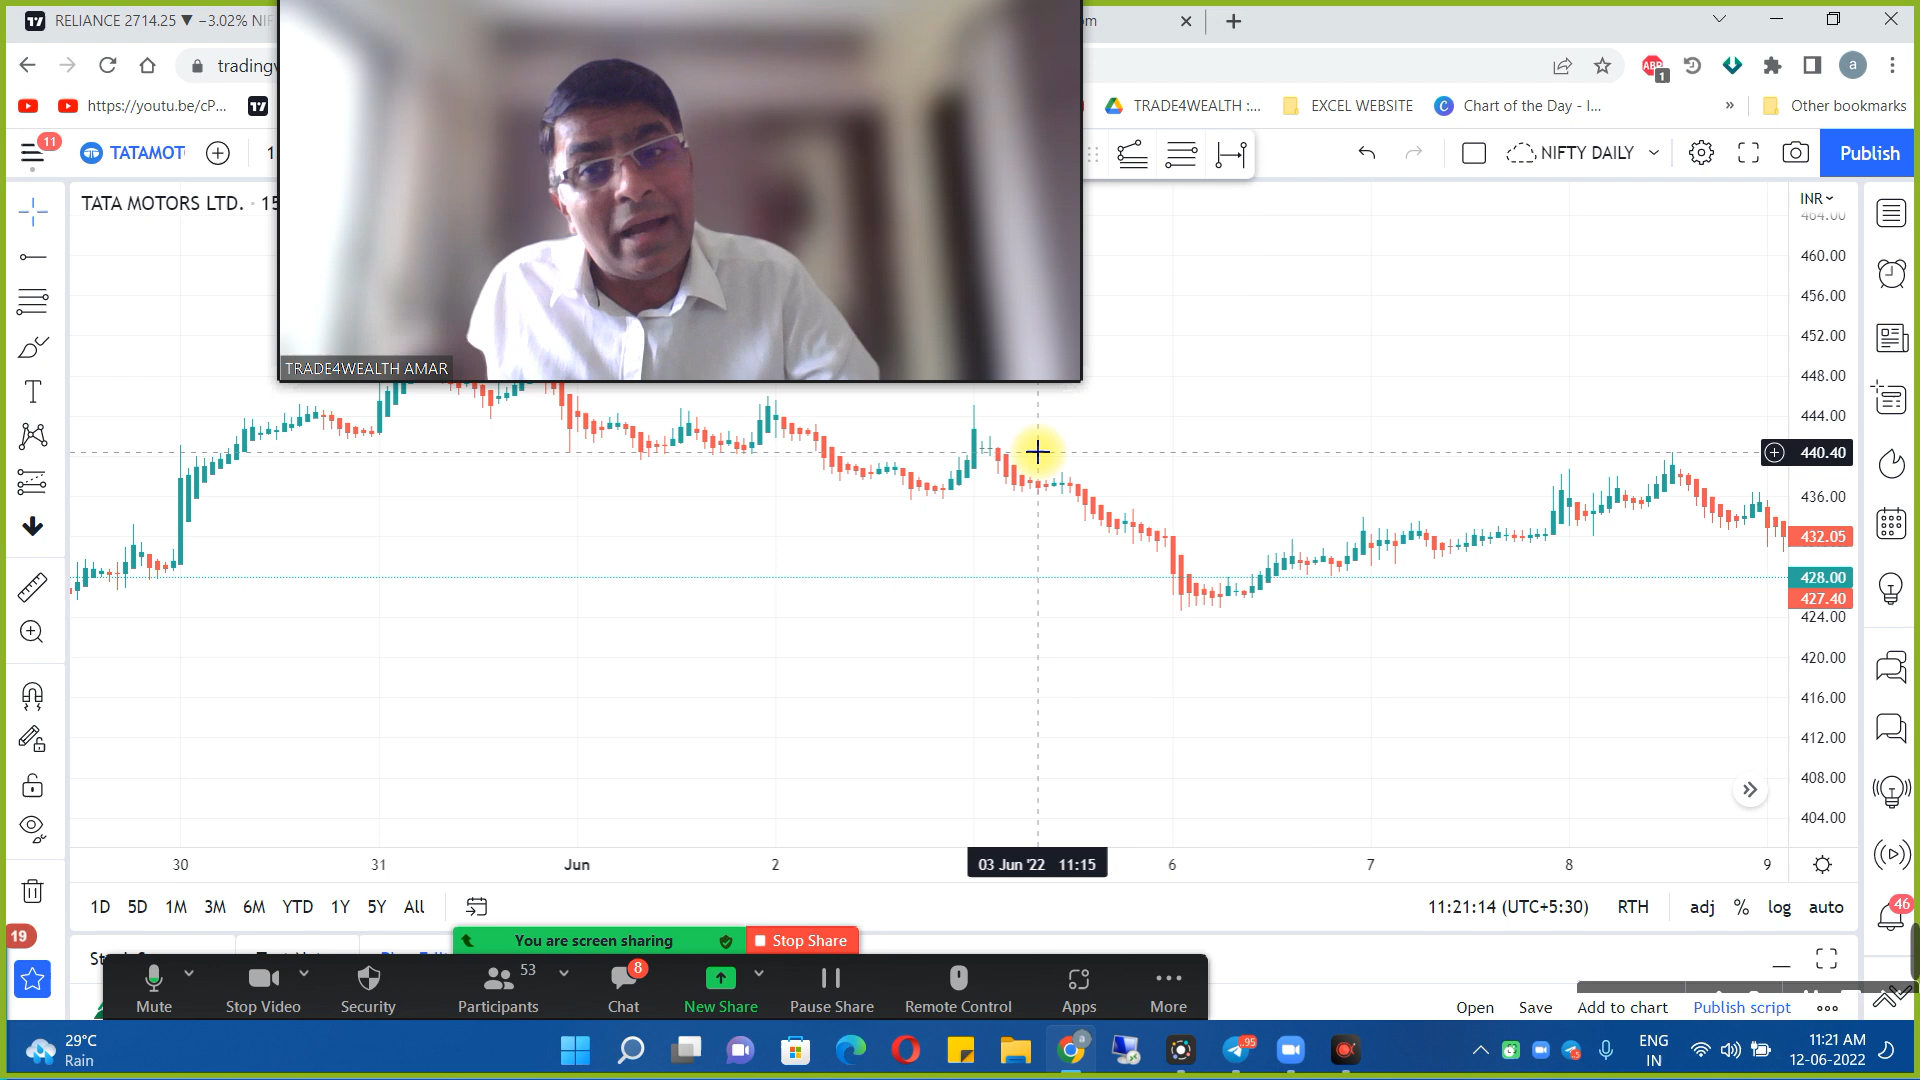 RELIANCE 2714.25 ▼ −3.02% NIF
m
tradingv
https://youtu.be/cP...
TRADE4WEALTH :...
EXCEL WEBSITE
Chart of the Day - I...
»
Other bookmarks
ABP
1
a
11
TATAMOT
1
NIFTY DAILY
Publish
TATA MOTORS LTD. · 15
TRADE4WEALTH AMAR
INR
464.00
460.00
456.00
452.00
448.00
444.00
440.40
436.00
432.05
428.00
427.40
424.00
420.00
416.00
412.00
408.00
404.00
30
31
Jun
2
03 Jun '22 11:15
6
7
8
9
1D 5D 1M 3M 6M YTD 1Y 5Y All
11:21:14 (UTC+5:30) RTH adj % log auto
46
19
You are screen sharing
Stop Share
53
8
Mute
Stop Video
Security
Participants
Chat
New Share
Pause Share
Remote Control
Apps
More
Open Save Add to chart Publish script
29°C
Rain
95
ENG
IN
11:21 AM
12-06-2022